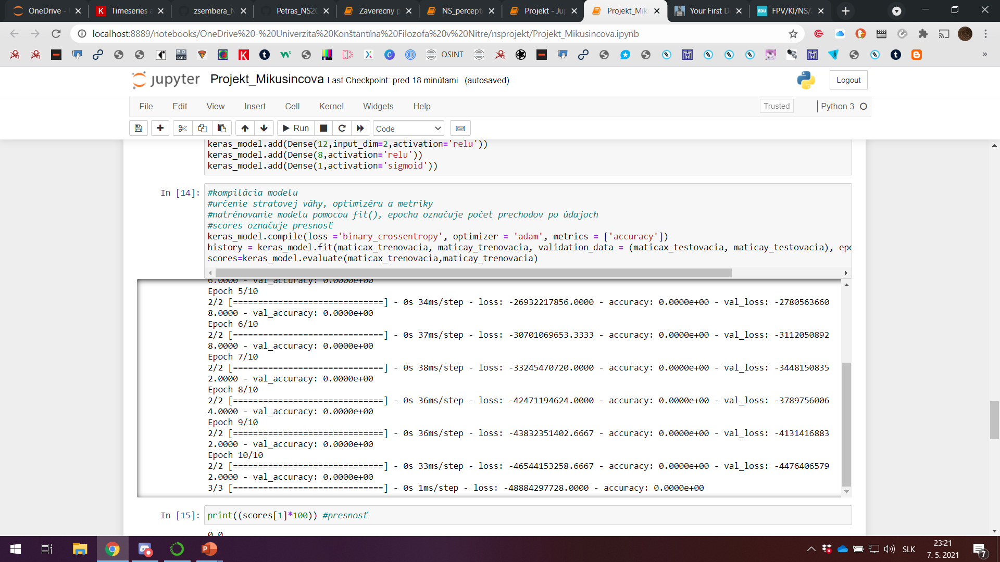 OneDrive -
Timeseries a
zsembera_N
Petras_NS20
Zaverecny p
NS_percept
Projekt - Jup
Projekt_Mik
Your First D
FPV/KI/NS/
localhost:8889/notebooks/OneDrive%20-%20Univerzita%20Konštantína%20Filozofa%20v%20Nitre/nsprojekt/Projekt_Mikusincova.ipynb
OSINT
jupyter Projekt_Mikusincova Last Checkpoint: pred 18 minútami (autosaved)
Logout
File Edit View Insert Cell Kernel Widgets Help
Trusted
Python 3
Run
Code
keras_model.add(Dense(12,input_dim=2,activation='relu'))
keras_model.add(Dense(8,activation='relu'))
keras_model.add(Dense(1,activation='sigmoid'))
In [14]:
#kompilácia modelu
#určenie stratovej váhy, optimizéru a metriky
#natrénovanie modelu pomocou fit(), epocha označuje počet prechodov po údajoch
#scores označuje presnosť
keras_model.compile(loss ='binary_crossentropy', optimizer = 'adam', metrics = ['accuracy'])
history = keras_model.fit(maticax_trenovacia, maticay_trenovacia, validation_data = (maticax_testovacia, maticay_testovacia), epo
scores=keras_model.evaluate(maticax_trenovacia,maticay_trenovacia)
6.0000 - val_accuracy: 0.0000e+00
Epoch 5/10
2/2 [==============================] - 0s 34ms/step - loss: -26932217856.0000 - accuracy: 0.0000e+00 - val_loss: -2780563660
8.0000 - val_accuracy: 0.0000e+00
Epoch 6/10
2/2 [==============================] - 0s 37ms/step - loss: -30701069653.3333 - accuracy: 0.0000e+00 - val_loss: -3112050892
8.0000 - val_accuracy: 0.0000e+00
Epoch 7/10
2/2 [==============================] - 0s 38ms/step - loss: -33245470720.0000 - accuracy: 0.0000e+00 - val_loss: -3448150835
2.0000 - val_accuracy: 0.0000e+00
Epoch 8/10
2/2 [==============================] - 0s 36ms/step - loss: -42471194624.0000 - accuracy: 0.0000e+00 - val_loss: -3789756006
4.0000 - val_accuracy: 0.0000e+00
Epoch 9/10
2/2 [==============================] - 0s 36ms/step - loss: -43832351402.6667 - accuracy: 0.0000e+00 - val_loss: -4131416883
2.0000 - val_accuracy: 0.0000e+00
Epoch 10/10
2/2 [==============================] - 0s 33ms/step - loss: -46544153258.6667 - accuracy: 0.0000e+00 - val_loss: -4476406579
2.0000 - val_accuracy: 0.0000e+00
3/3 [==============================] - 0s 1ms/step - loss: -48884297728.0000 - accuracy: 0.0000e+00
In [15]:
print((scores[1]*100)) #presnosť
0.0
SLK
23:21
7. 5. 2021
7